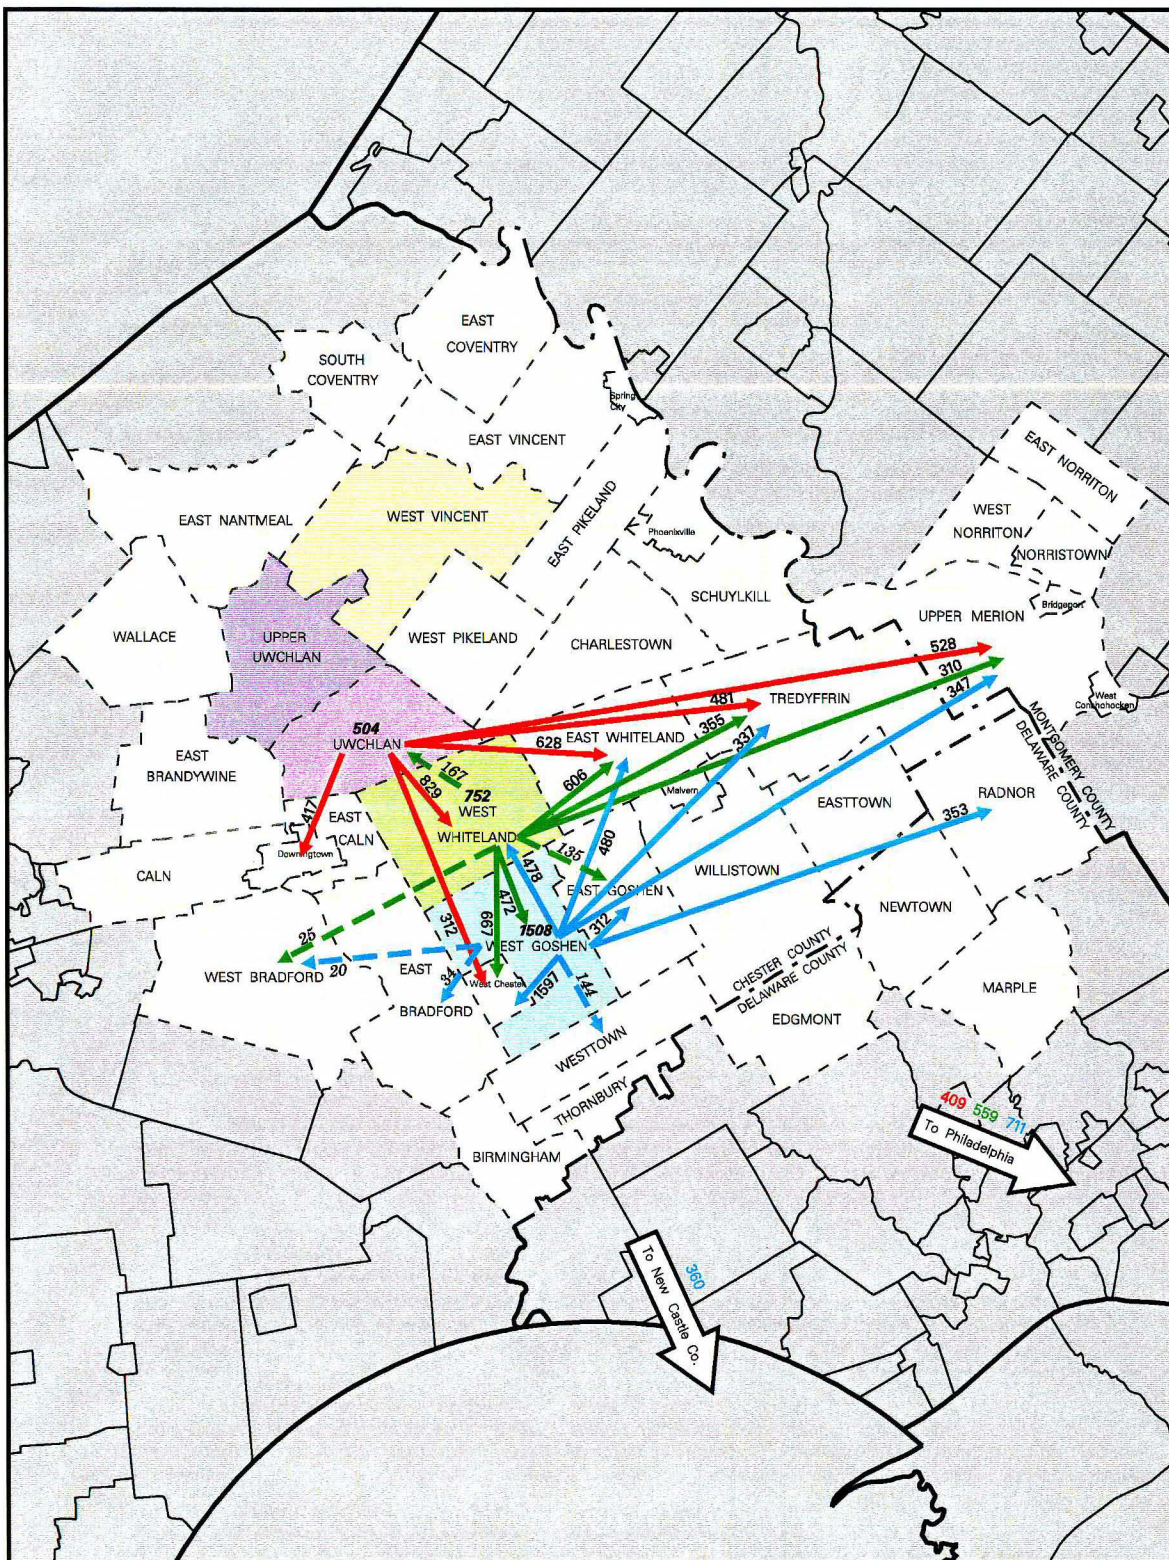 EAST
COVENTRY
SOUTH
COVENTRY
Spring
City
EAST VINCENT
EAST NORRITON
WEST VINCENT
EAST NANTMEAL
EAST PIKELAND
WEST
NORRITON
Phoenixville
NORRISTOWN
SCHUYLKILL
Bridgeport
UPPER MERION
WALLACE
UPPER
UWCHLAN
WEST PIKELAND
CHARLESTOWN
528
310
347
West
Conshohocken
481
TREDYFFRIN
355
337
504
UWCHLAN
628
EAST WHITELAND
MONTGOMERY COUNTY
DELAWARE COUNTY
EAST
BRANDYWINE
167
829
606
752
WEST
WHITELAND
Malvern
RADNOR
EASTTOWN
353
417
EAST
CALN
Downingtown
480
135
1478
CALN
EAST GOSHEN
WILLISTOWN
NEWTOWN
472
312
667
312
1508
WEST GOSHEN
25
20
WEST BRADFORD
EAST
BRADFORD
34
West Chester
1597
144
CHESTER COUNTY
DELAWARE COUNTY
MARPLE
EDGMONT
WESTTOWN
THORNBURY
BIRMINGHAM
409 559 711
To Philadelphia
360
To New Castle Co.